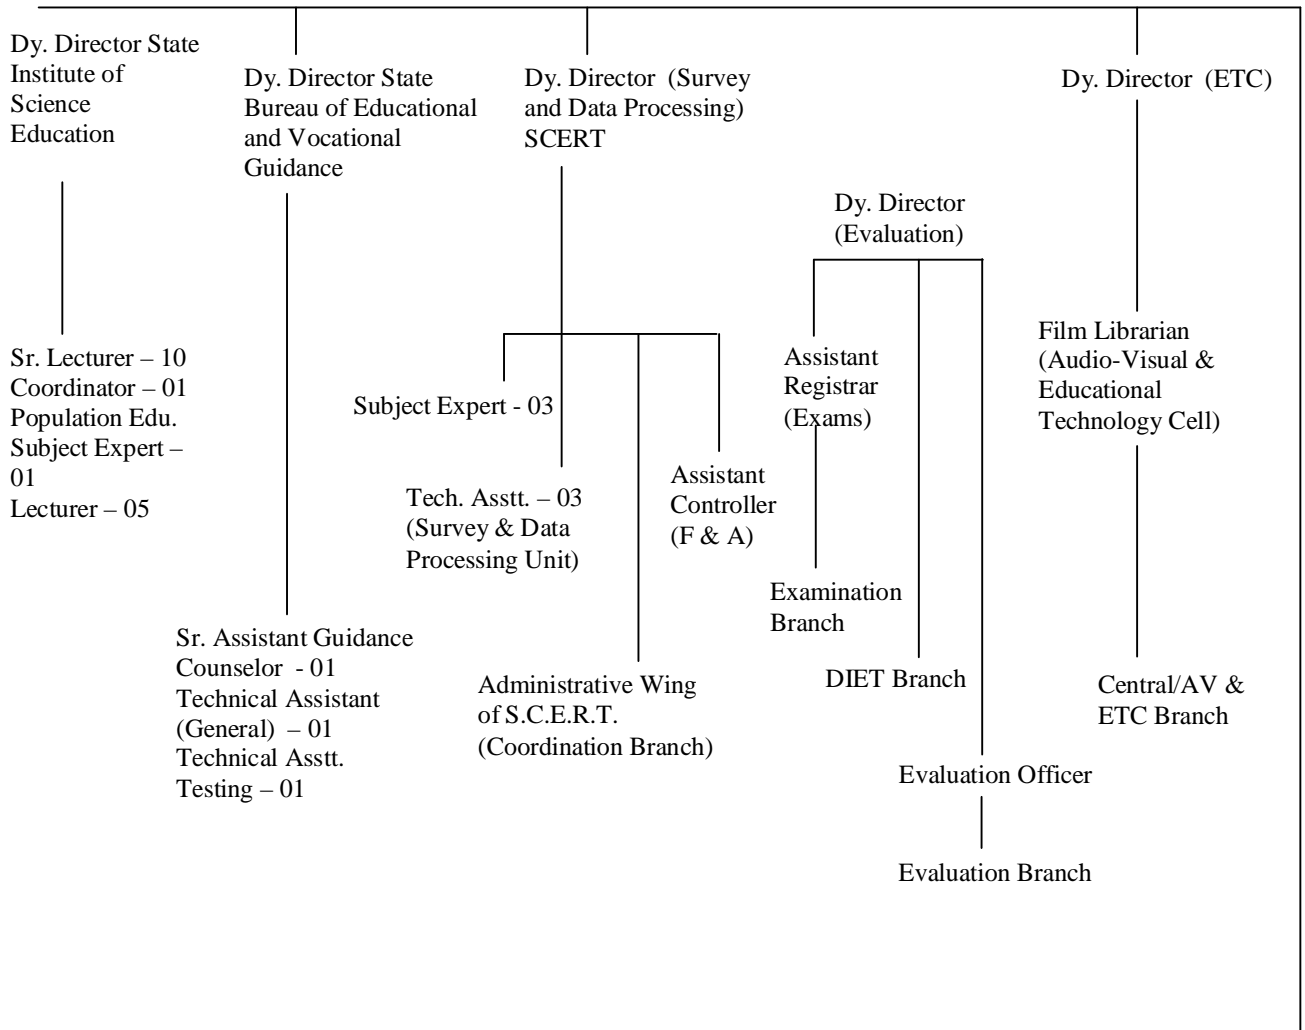 Dy. Director State
Institute of
Science
Education
Dy. Director State
Bureau of Educational
and Vocational
Guidance
Dy. Director (Survey
and Data Processing)
SCERT
Dy. Director (ETC)
Dy. Director
(Evaluation)
Sr. Lecturer – 10
Coordinator – 01
Population Edu.
Subject Expert –
01
Lecturer – 05
Subject Expert - 03
Tech. Asstt. – 03
(Survey & Data
Processing Unit)
Assistant
Controller
(F & A)
Assistant
Registrar
(Exams)
Film Librarian
(Audio-Visual &
Educational
Technology Cell)
Examination
Branch
Sr. Assistant Guidance
Counselor - 01
Technical Assistant
(General) – 01
Technical Asstt.
Testing – 01
Administrative Wing
of S.C.E.R.T.
(Coordination Branch)
DIET Branch
Central/AV &
ETC Branch
Evaluation Officer
Evaluation Branch